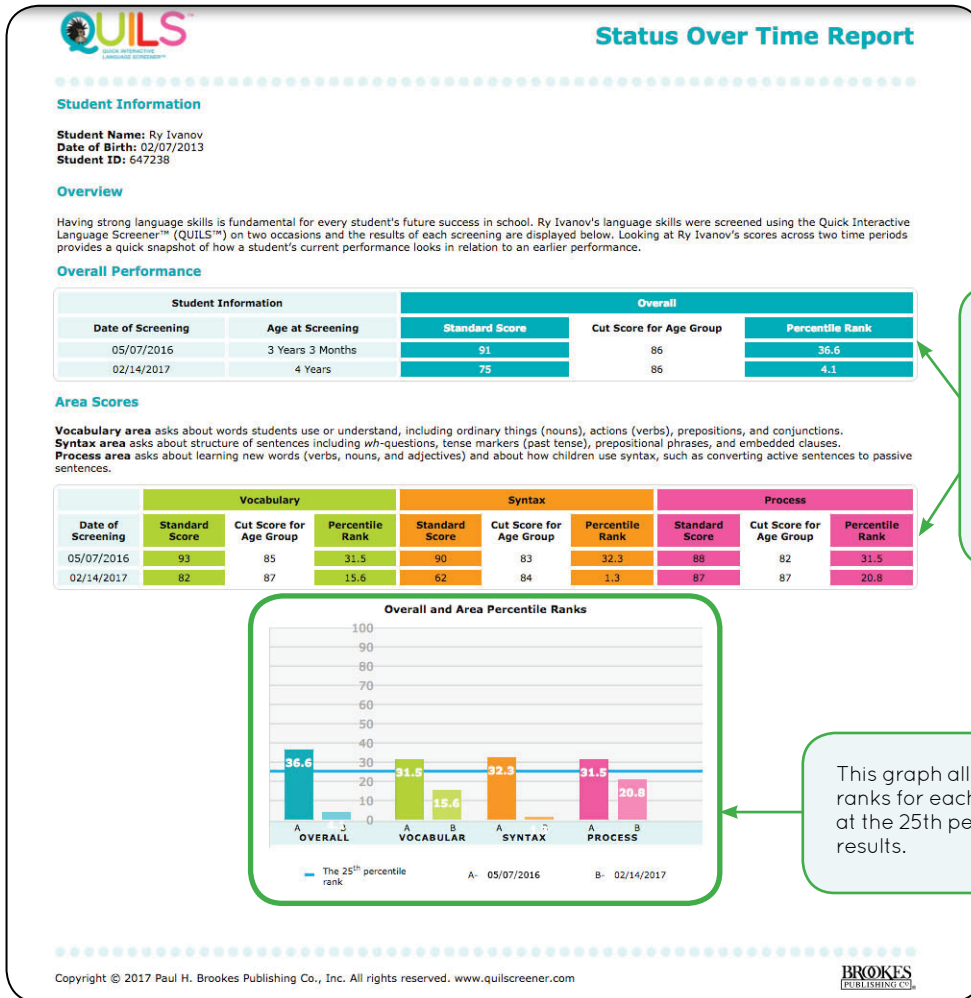 QUILS™
QUICK INTERACTIVE
LANGUAGE SCREENER™
Status Over Time Report
Student Information
Student Name: Ry Ivanov
Date of Birth: 02/07/2013
Student ID: 647238
Overview
Having strong language skills is fundamental for every student's future success in school. Ry Ivanov's language skills were screened using the Quick Interactive
Language Screener™ (QUILS™) on two occasions and the results of each screening are displayed below. Looking at Ry Ivanov's scores across two time periods
provides a quick snapshot of how a student's current performance looks in relation to an earlier performance.
Overall Performance
Student Information Overall
Date of Screening Age at Screening Standard Score Cut Score for Age Group Percentile Rank
05/07/2016 3 Years 3 Months 91 86 36.6
02/14/2017 4 Years 75 86 4.1
Area Scores
Vocabulary area asks about words students use or understand, including ordinary things (nouns), actions (verbs), prepositions, and conjunctions.
Syntax area asks about structure of sentences including wh-questions, tense markers (past tense), prepositional phrases, and embedded clauses.
Process area asks about learning new words (verbs, nouns, and adjectives) and about how children use syntax, such as converting active sentences to passive
sentences.
Vocabulary Syntax Process
Date of Screening Standard Score Cut Score for Age Group Percentile Rank Standard Score Cut Score for Age Group Percentile Rank Standard Score Cut Score for Age Group Percentile Rank
05/07/2016 93 85 31.5 90 83 32.3 88 82 31.5
02/14/2017 82 87 15.6 62 84 1.3 87 87 20.8
Overall and Area Percentile Ranks
100
90
80
70
60
50
40
30
20
10
0
36.6 31.5 15.6 32.3 31.5 20.8
A B A B A B A B
OVERALL VOCABULAR SYNTAX PROCESS
The 25th percentile
rank
A- 05/07/2016 B- 02/14/2017
This graph all
ranks for each
at the 25th pe
results.
Copyright © 2017 Paul H. Brookes Publishing Co., Inc. All rights reserved. www.quilscreener.com
BROOKES
PUBLISHING CO.